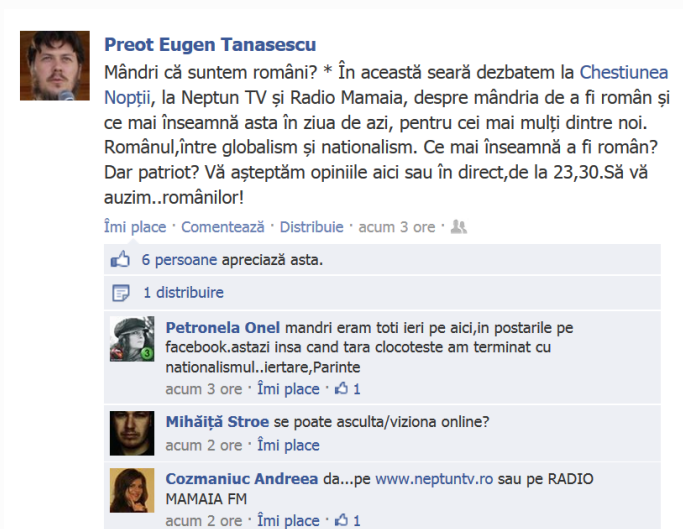 Preot Eugen Tanasescu
Mândri că suntem români? * În această seară dezbatem la Chestiunea
Nopții, la Neptun TV și Radio Mamaia, despre mândria de a fi român și
ce mai înseamnă asta în ziua de azi, pentru cei mai mulți dintre noi.
Românul,între globalism și nationalism. Ce mai înseamnă a fi român?
Dar patriot? Vă așteptăm opiniile aici sau în direct,de la 23,30.Să vă
auzim..românilor!
Îmi place · Comentează · Distribuie · acum 3 ore ·
6 persoane apreciază asta.
1 distribuire
Petronela Onel mandri eram toti ieri pe aici,in postarile pe
facebook.astazi insa cand tara clocoteste am terminat cu
nationalismul..iertare,Parinte
acum 3 ore · Îmi place · 1
3
Mihăiță Stroe se poate asculta/viziona online?
acum 2 ore · Îmi place
Cozmaniuc Andreea da...pe www.neptuntv.ro sau pe RADIO
MAMAIA FM
acum 2 ore · Îmi place · 1